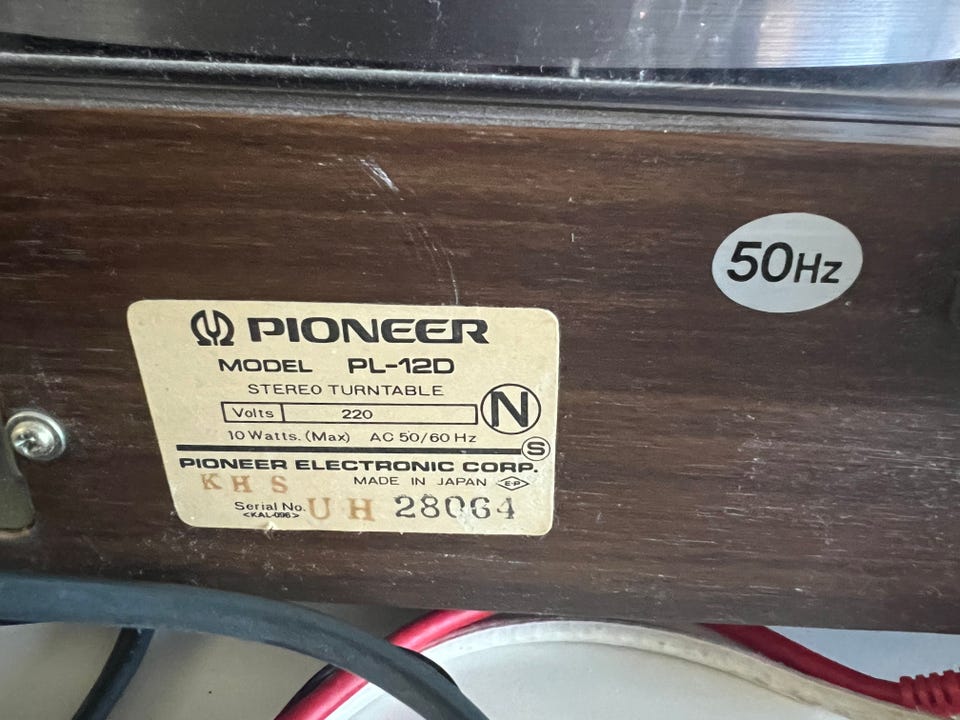 50Hz
PIONEER
MODEL PL-12D
STEREO TURNTABLE
Volts 220
N
10 Watts. (Max) AC 50/60 Hz
S
PIONEER ELECTRONIC CORP.
KHS MADE IN JAPAN E-P
Serial No. UH 28064
<KAL-096>